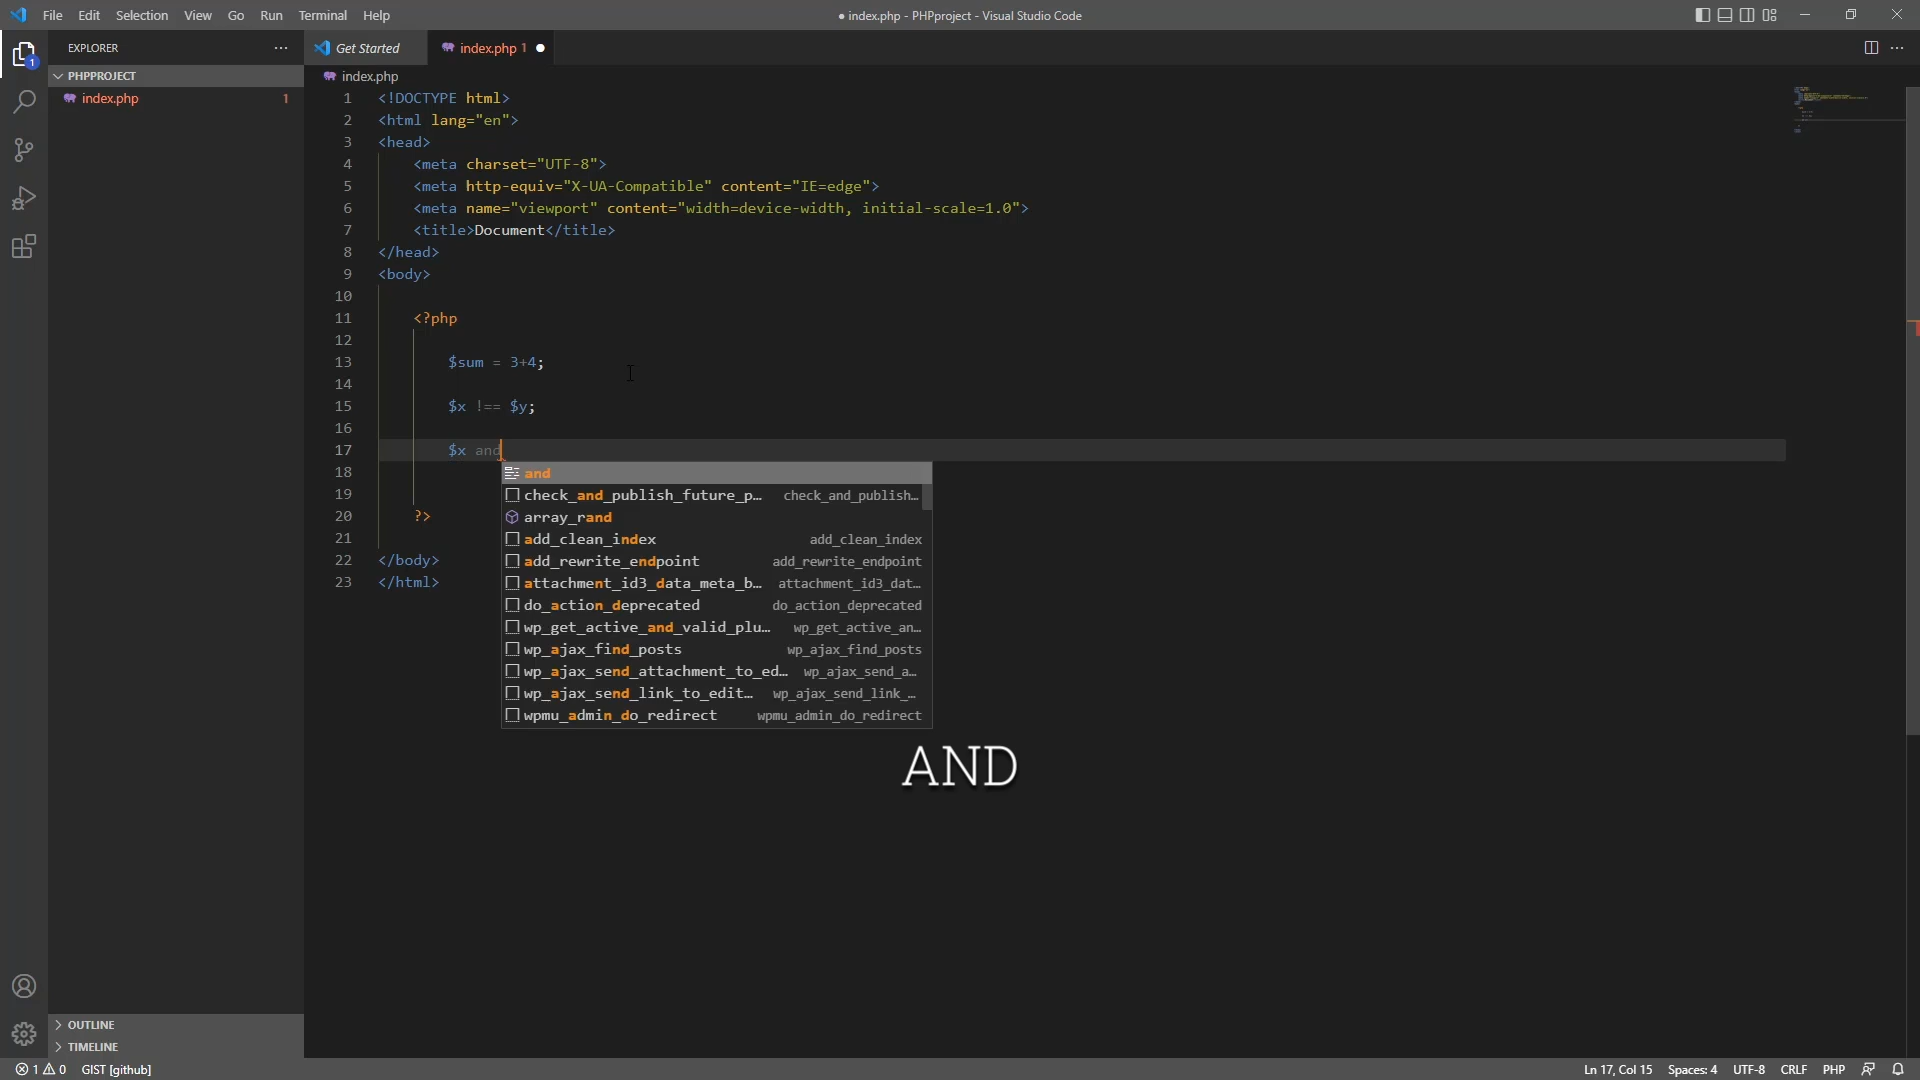 File Edit Selection View Go Run Terminal Help
● index.php - PHPproject - Visual Studio Code
EXPLORER
Get Started
index.php 1
PHPPROJECT
index.php
index.php 1
1 <!DOCTYPE html>
2 <html lang="en">
3 <head>
4 <meta charset="UTF-8">
5 <meta http-equiv="X-UA-Compatible" content="IE=edge">
6 <meta name="viewport" content="width=device-width, initial-scale=1.0">
7 <title>Document</title>
8 </head>
9 <body>
10
11 <?php
12
13 $sum = 3+4;
14
15 $x !== $y;
16
17 $x and
18
19
20 ?>
21
22 </body>
23 </html>
and
check_and_publish_future_p… check_and_publish…
array_rand
add_clean_index add_clean_index
add_rewrite_endpoint add_rewrite_endpoint
attachment_id3_data_meta_b… attachment_id3_dat…
do_action_deprecated do_action_deprecated
wp_get_active_and_valid_plu… wp_get_active_an…
wp_ajax_find_posts wp_ajax_find_posts
wp_ajax_send_attachment_to_ed… wp_ajax_send_a…
wp_ajax_send_link_to_edit… wp_ajax_send_link_…
wpmu_admin_do_redirect wpmu_admin_do_redirect
AND
OUTLINE
TIMELINE
1 0 GIST [github]
Ln 17, Col 15 Spaces: 4 UTF-8 CRLF PHP